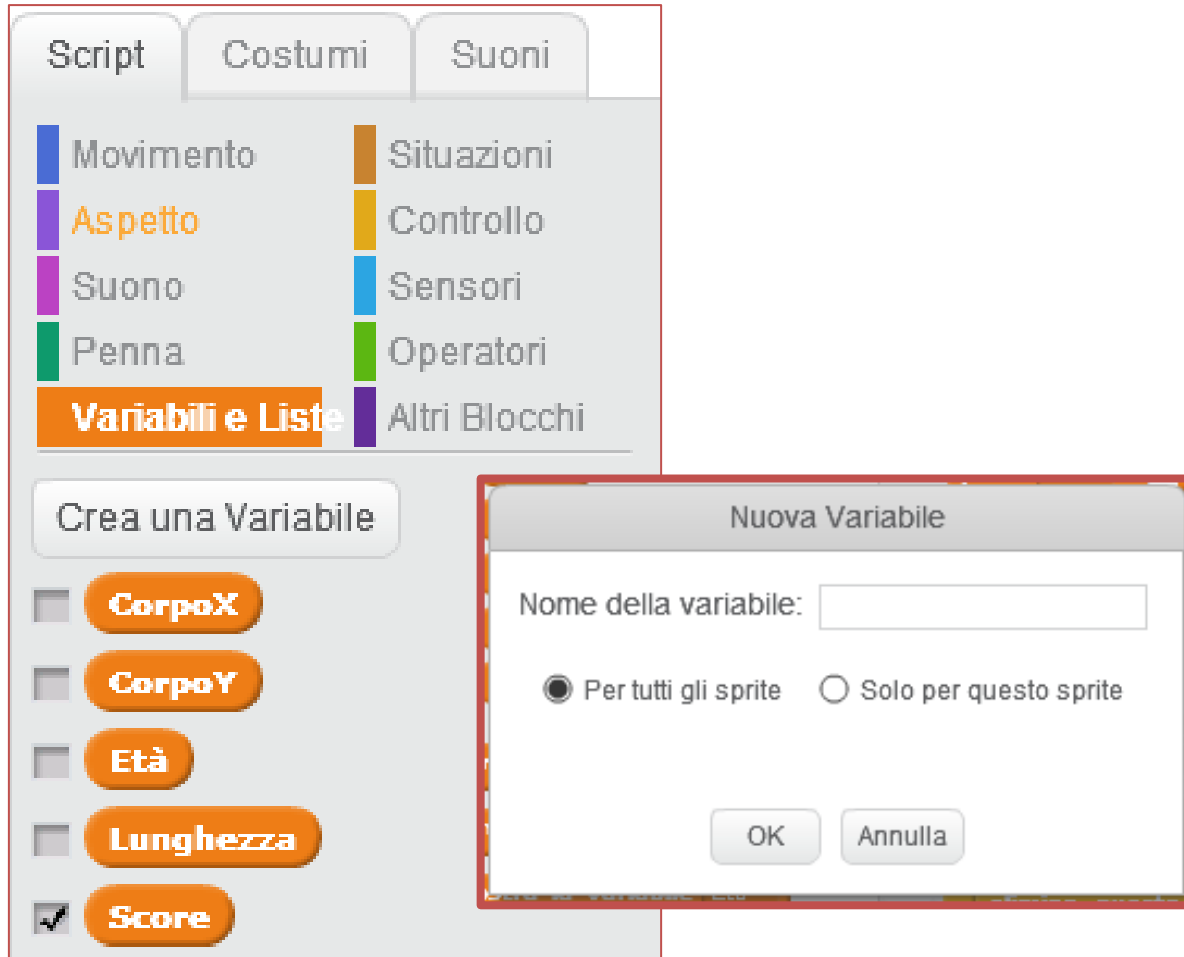 Script Costumi Suoni
Movimento Situazioni
Aspetto Controllo
Suono Sensori
Penna Operatori
Variabili e Liste Altri Blocchi
Crea una Variabile
CorpoX
CorpoY
Età
Lunghezza
Score
Nuova Variabile
Nome della variabile:
Per tutti gli sprite Solo per questo sprite
OK Annulla